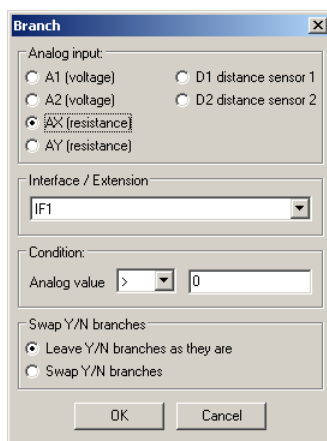 Branch
Analog input:
A1 (voltage)
D1 distance sensor 1
A2 (voltage)
D2 distance sensor 2
AX (resistance)
AY (resistance)
Interface / Extension
IF1
Condition:
Analog value > 0
Swap Y/N branches
Leave Y/N branches as they are
Swap Y/N branches
OK
Cancel